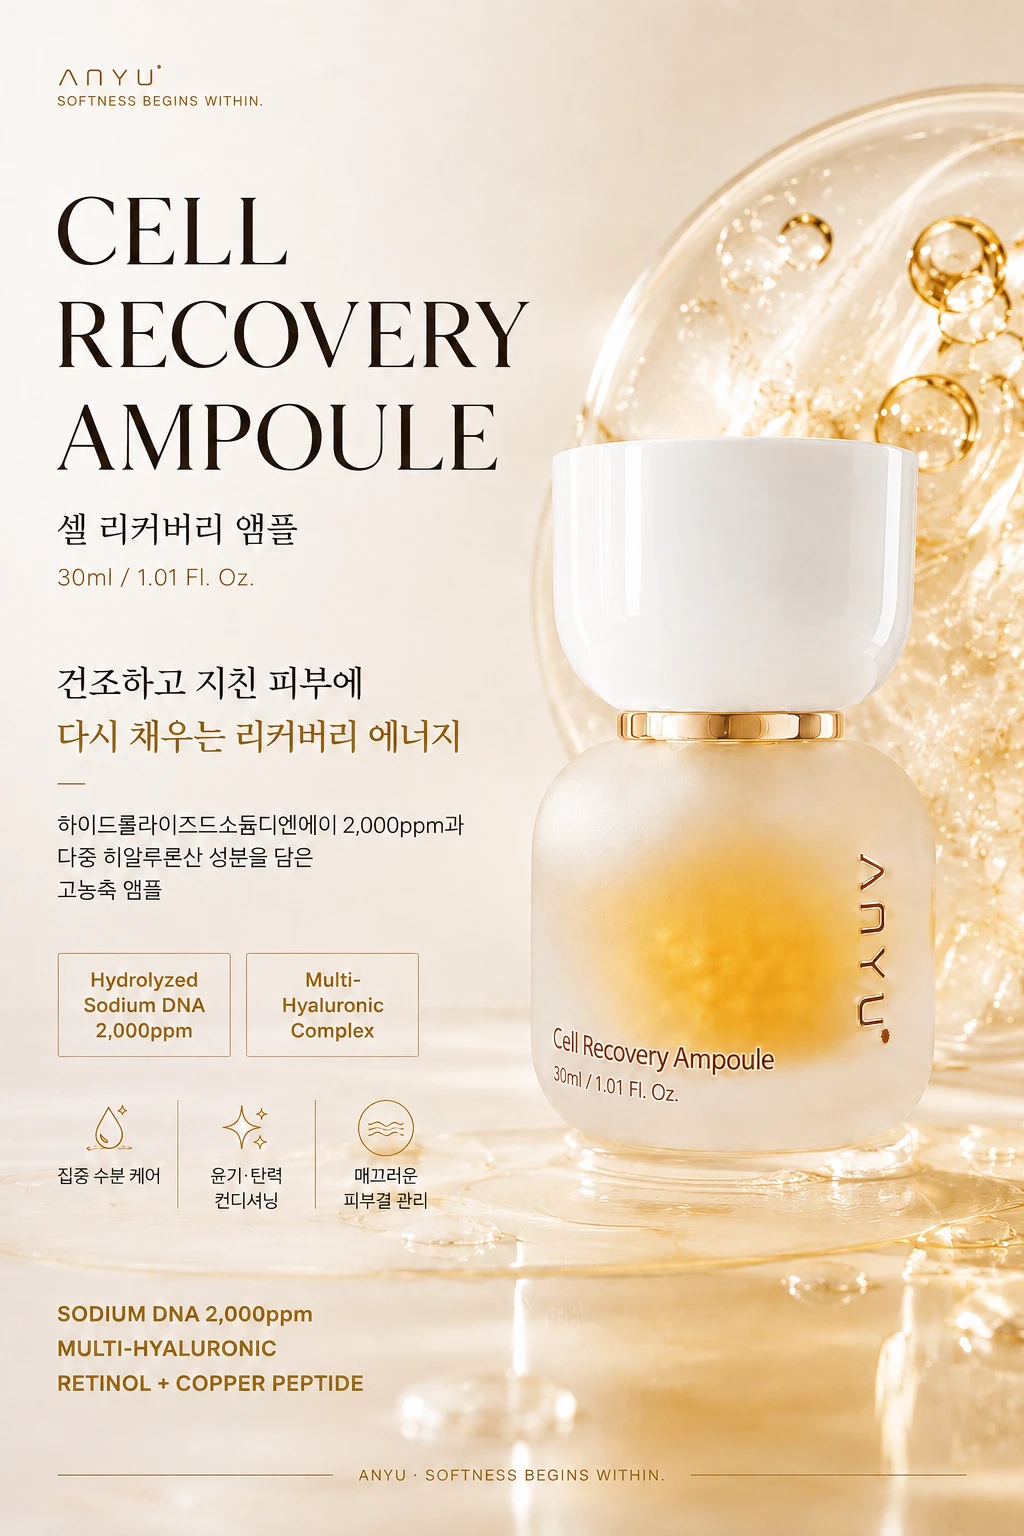 ANYU
SOFTNESS BEGINS WITHIN.
CELL
RECOVERY
AMPOULE
셀 리커버리 앰플
30ml / 1.01 Fl. Oz.
건조하고 지친 피부에
다시 채우는 리커버리 에너지
하이드롤라이즈드소듐디엔에이 2,000ppm과
다중 히알루론산 성분을 담은
고농축 앰플
Hydrolyzed
Sodium DNA
2,000ppm
Multi-
Hyaluronic
Complex
집중 수분 케어
윤기·탄력
컨디셔닝
매끄러운
피부결 관리
SODIUM DNA 2,000ppm
MULTI-HYALURONIC
RETINOL + COPPER PEPTIDE
ANYU
Cell Recovery Ampoule
30ml / 1.01 Fl. Oz.
ANYU · SOFTNESS BEGINS WITHIN.